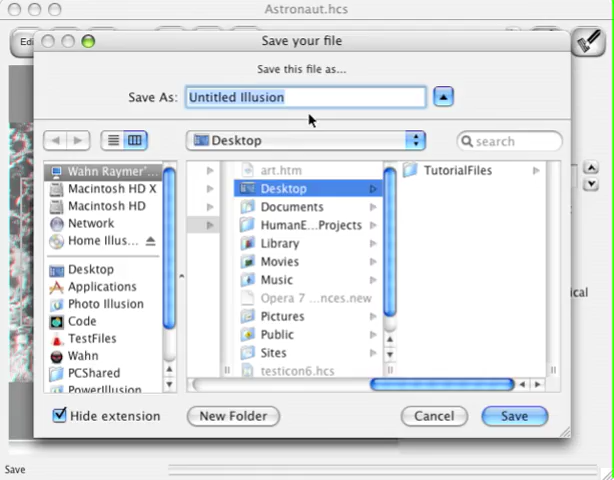 Astronaut.hcs
Edi
Save your file
Save this file as...
Save As: Untitled Illusion
Desktop
search
Wahn Raymer'...
Macintosh HD X
Macintosh HD
Network
Home Illus...
Desktop
Applications
Photo Illusion
Code
TestFiles
Wahn
PCShared
PowerIllusion
art.htm
Desktop
Documents
HumanE...Projects
Library
Movies
Music
Opera 7 ...nces.new
Pictures
Public
Sites
testicon6.hcs
TutorialFiles
ical
Hide extension
New Folder
Cancel
Save
Save